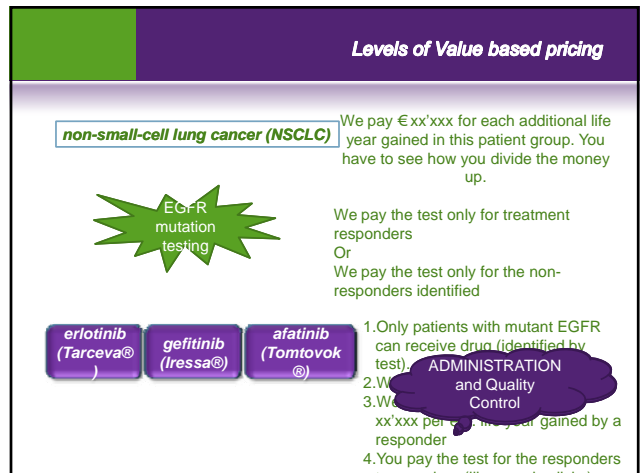 Levels of Value based pricing
non-small-cell lung cancer (NSCLC)
We pay € xx'xxx for each additional life
year gained in this patient group. You
have to see how you divide the money
up.
EGFR
mutation
testing
We pay the test only for treatment
responders
Or
We pay the test only for the non-
responders identified
erlotinib
(Tarceva®
)
gefitinib
(Iressa®)
afatinib
(Tomtovok
®)
1.Only patients with mutant EGFR
can receive drug (identified by
test).
2.W
3.We
xx'xxx per life year gained by a
responder
4.You pay the test for the responders
ADMINISTRATION
and Quality
Control